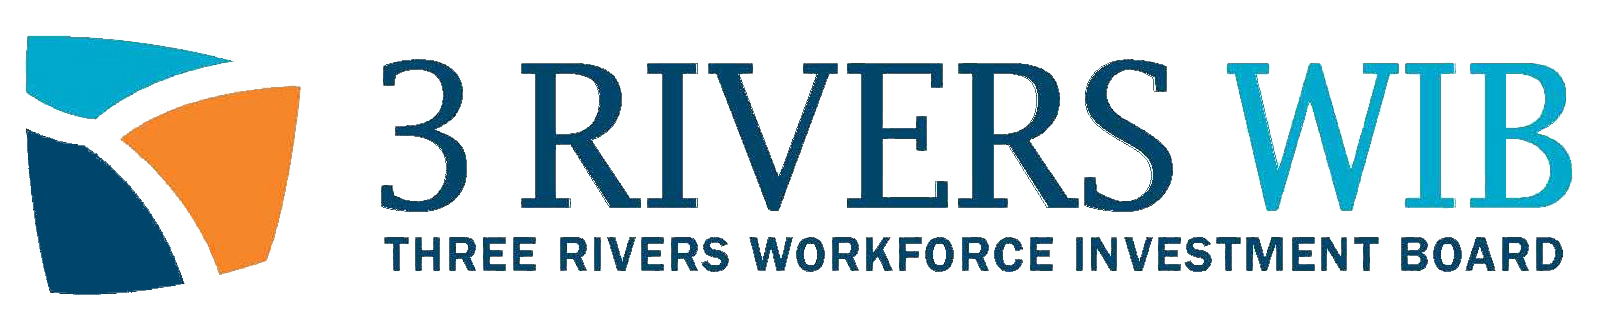 3 RIVERS WIB
THREE RIVERS WORKFORCE INVESTMENT BOARD